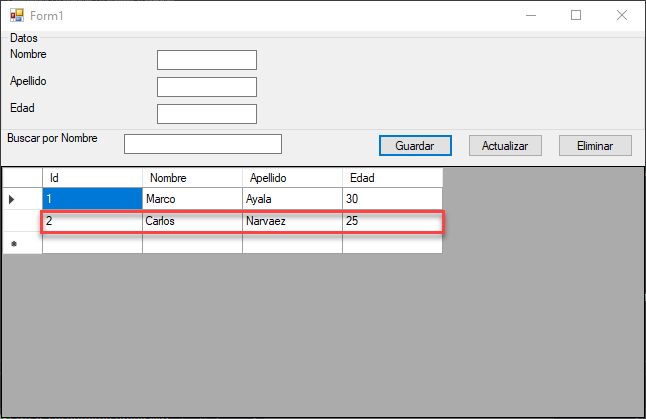 Form1
Datos
Nombre
Apellido
Edad
Buscar por Nombre
Guardar Actualizar Eliminar
Id Nombre Apellido Edad
1 Marco Ayala 30
2 Carlos Narvaez 25